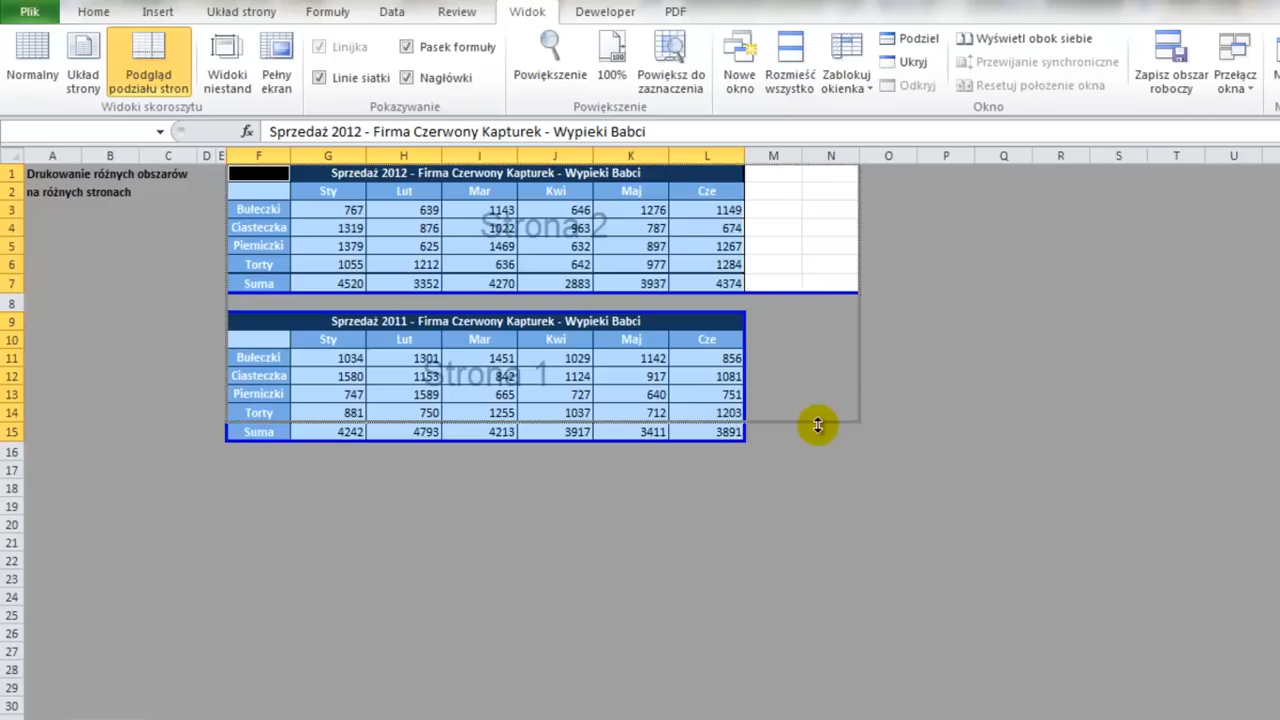 Plik Home Insert Układ strony Formuły Data Review Widok Deweloper PDF
Normalny Układ strony Podgląd podziału stron Widoki niestand Pełny ekran
Widoki skoroszytu
Linijka Pasek formuły
Linie siatki Nagłówki
Pokazywanie
Powiększenie 100% Powiększ do zaznaczenia
Powiększenie
Nowe okno Rozmieść wszystko Zablokuj okienka
Podziel
Ukryj
Odkryj
Wyświetl obok siebie
Przewijanie synchroniczne
Resetuj położenie okna
Okno
Zapisz obszar roboczy Przełącz okna
fx Sprzedaż 2012 - Firma Czerwony Kapturek - Wypieki Babci
A B C D E F G H I J K L M N O P Q R S T U
1 Drukowanie różnych obszarów Sprzedaż 2012 - Firma Czerwony Kapturek - Wypieki Babci
2 na różnych stronach Sty Lut Mar Kwi Maj Cze
3 Bułeczki 767 639 1143 646 1276 1149
Strona 2
4 Ciasteczka 1319 876 1022 963 787 674
5 Pierniczki 1379 625 1469 632 897 1267
6 Torty 1055 1212 636 642 977 1284
7 Suma 4520 3352 4270 2883 3937 4374
8
9 Sprzedaż 2011 - Firma Czerwony Kapturek - Wypieki Babci
10 Sty Lut Mar Kwi Maj Cze
11 Bułeczki 1034 1301 1451 1029 1142 856
Strona 1
12 Ciasteczka 1580 1153 842 1124 917 1081
13 Pierniczki 747 1589 665 727 640 751
14 Torty 881 750 1255 1037 712 1203
15 Suma 4242 4793 4213 3917 3411 3891
16
17
18
19
20
21
22
23
24
25
26
27
28
29
30